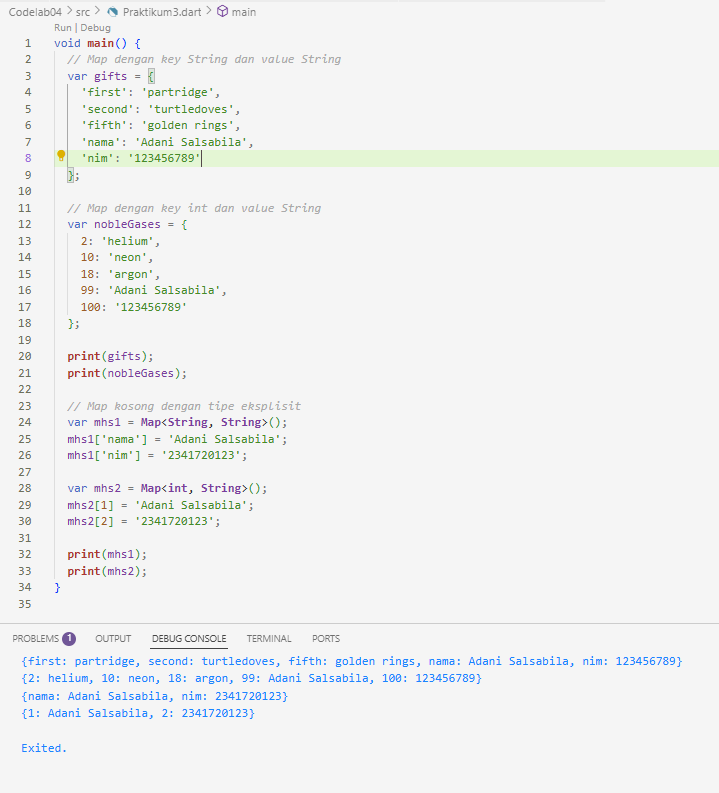 Codelab04 > src > Praktikum3.dart > main
Run | Debug
1 void main() {
2 // Map dengan key String dan value String
3 var gifts = {
4 'first': 'partridge',
5 'second': 'turtledoves',
6 'fifth': 'golden rings',
7 'nama': 'Adani Salsabila',
8 'nim': '123456789'
9 };
10
11 // Map dengan key int dan value String
12 var nobleGases = {
13 2: 'helium',
14 10: 'neon',
15 18: 'argon',
16 99: 'Adani Salsabila',
17 100: '123456789'
18 };
19
20 print(gifts);
21 print(nobleGases);
22
23 // Map kosong dengan tipe eksplisit
24 var mhs1 = Map<String, String>();
25 mhs1['nama'] = 'Adani Salsabila';
26 mhs1['nim'] = '2341720123';
27
28 var mhs2 = Map<int, String>();
29 mhs2[1] = 'Adani Salsabila';
30 mhs2[2] = '2341720123';
31
32 print(mhs1);
33 print(mhs2);
34 }
35
PROBLEMS 1 OUTPUT DEBUG CONSOLE TERMINAL PORTS
{first: partridge, second: turtledoves, fifth: golden rings, nama: Adani Salsabila, nim: 123456789}
{2: helium, 10: neon, 18: argon, 99: Adani Salsabila, 100: 123456789}
{nama: Adani Salsabila, nim: 2341720123}
{1: Adani Salsabila, 2: 2341720123}
Exited.